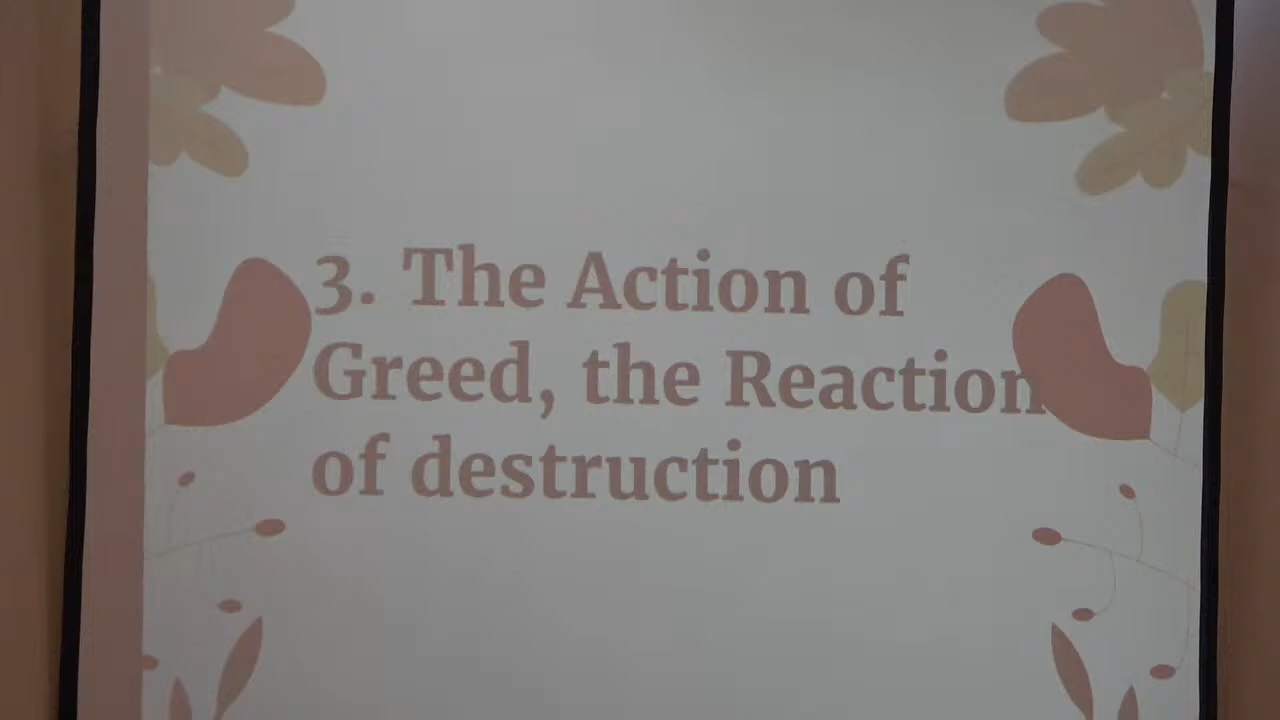 3. The Action of
Greed, the Reaction
of destruction